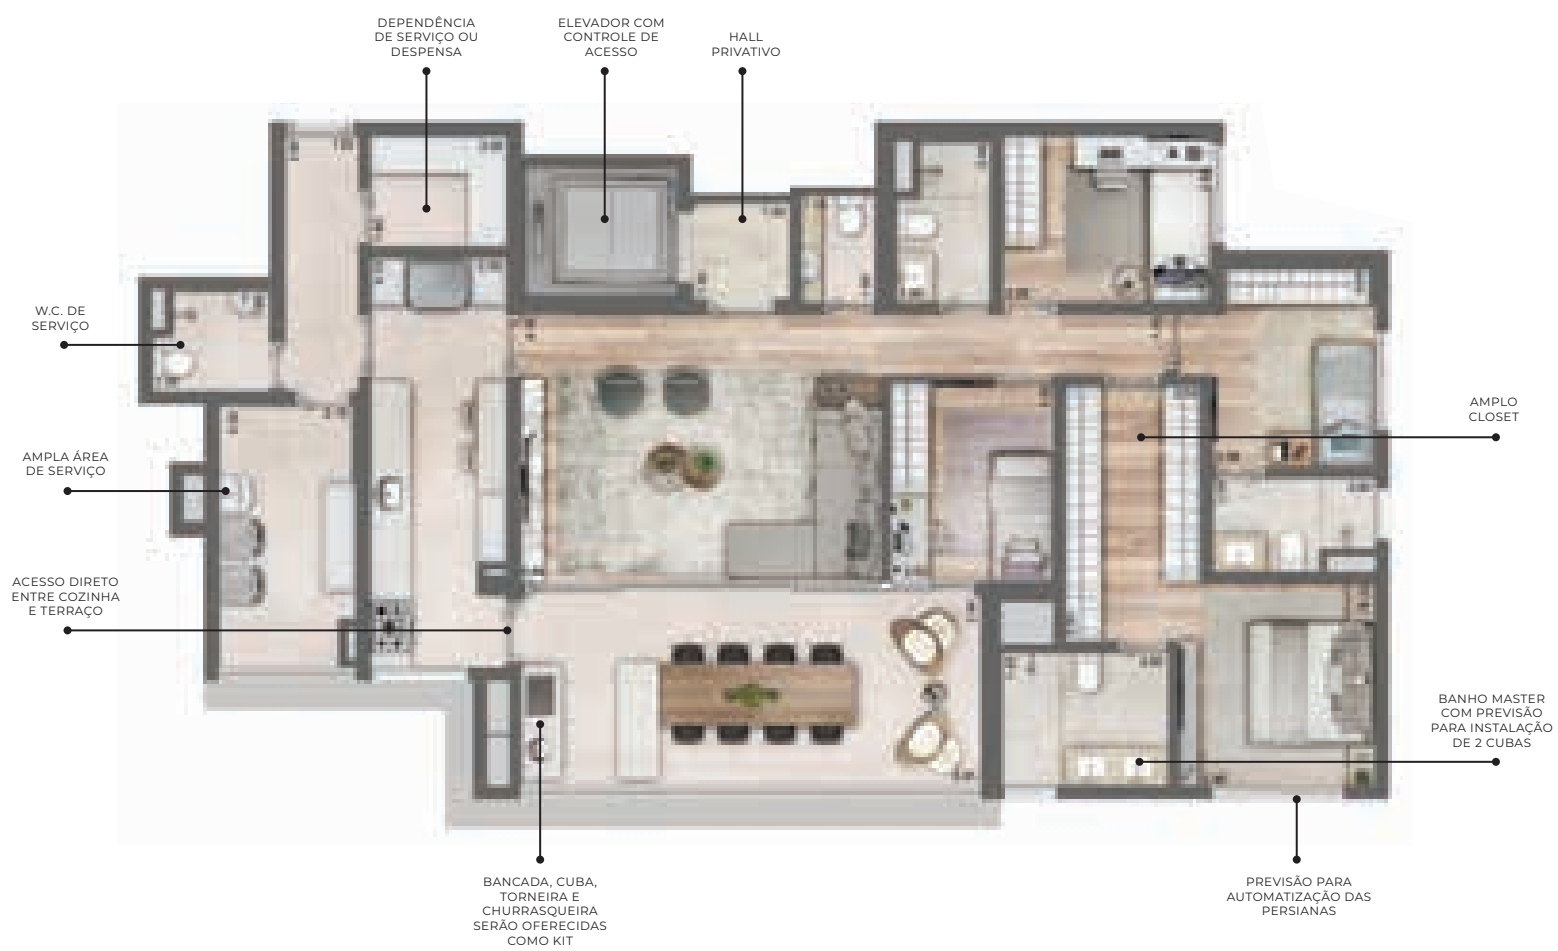 DEPENDÊNCIA
DE SERVIÇO OU
DESPENSA
ELEVADOR COM
CONTROLE DE
ACESSO
HALL
PRIVATIVO
W.C. DE
SERVIÇO
AMPLO
CLOSET
AMPLA ÁREA
DE SERVIÇO
ACESSO DIRETO
ENTRE COZINHA
E TERRAÇO
BANHO MASTER
COM PREVISÃO
PARA INSTALAÇÃO
DE 2 CUBAS
BANCADA, CUBA,
TORNEIRA E
CHURRASQUEIRA
SERÃO OFERECIDAS
COMO KIT
PREVISÃO PARA
AUTOMATIZAÇÃO DAS
PERSIANAS